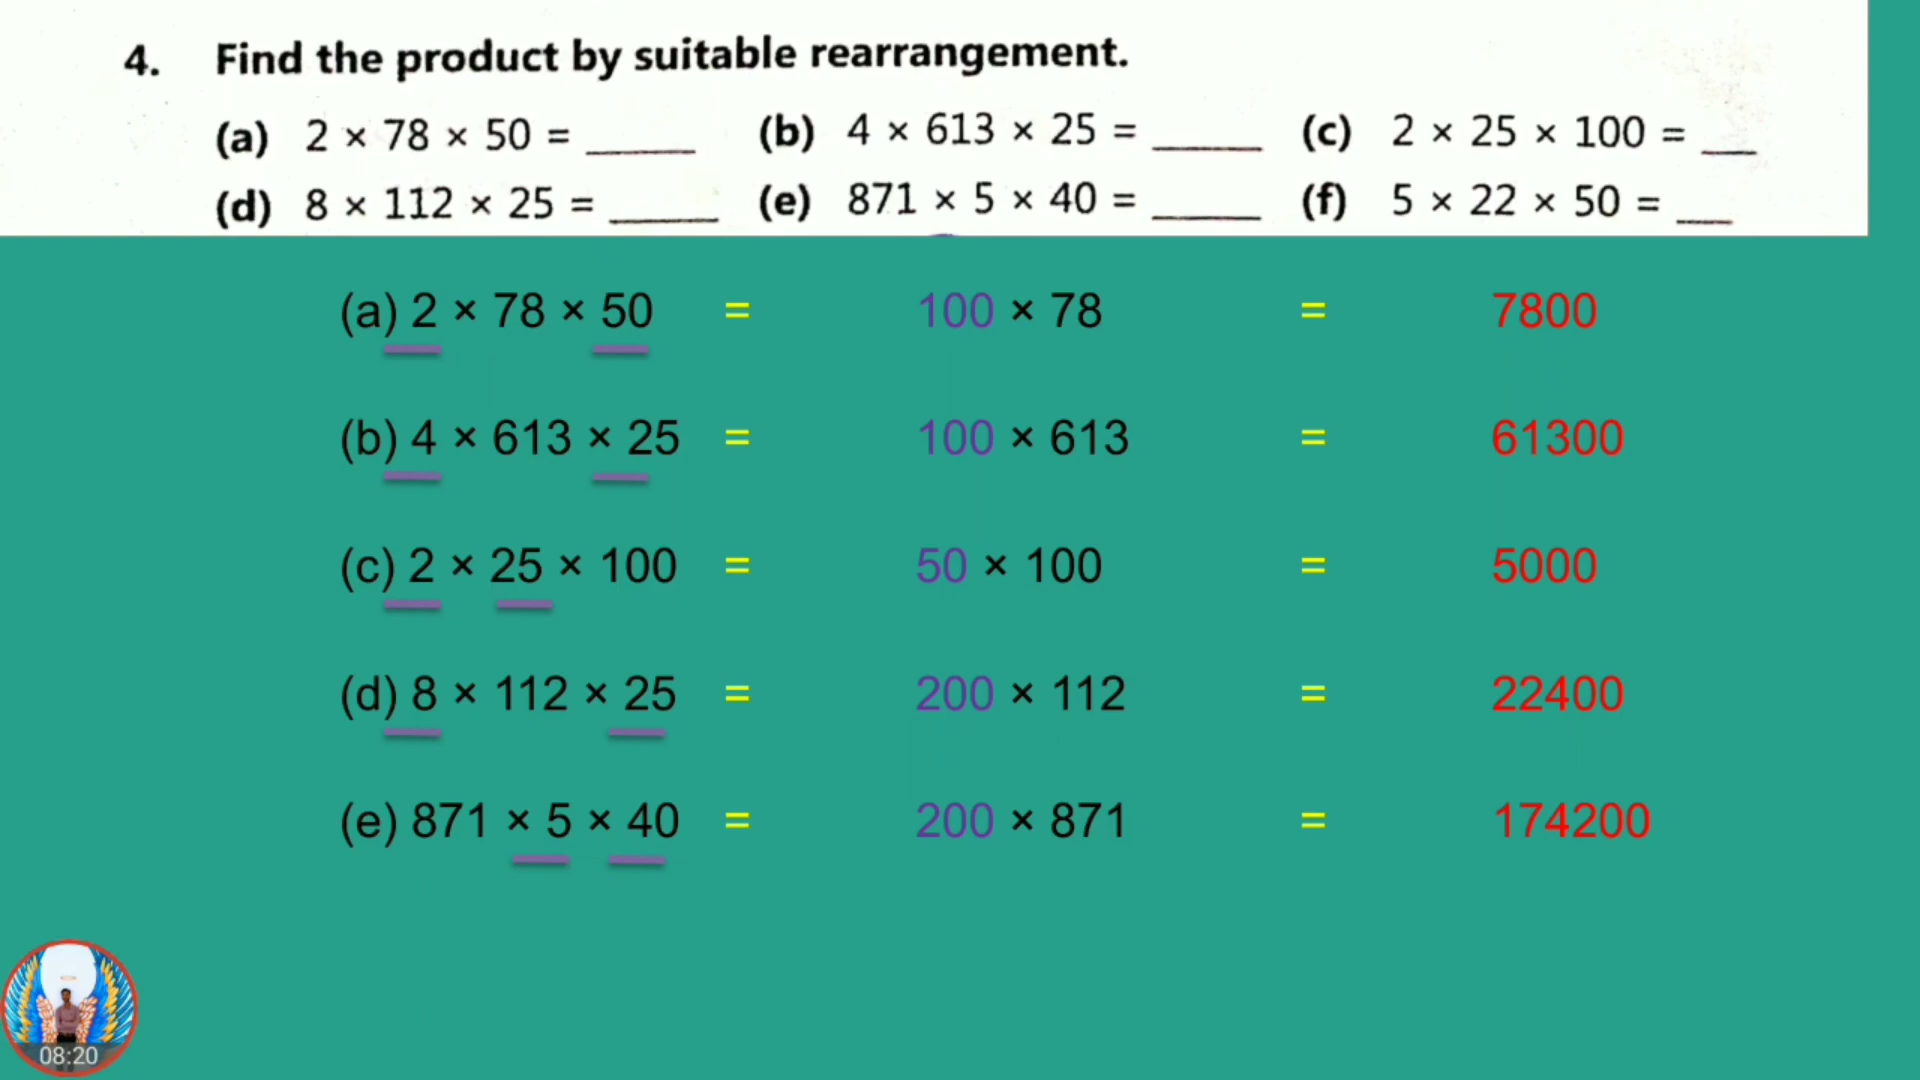 4. Find the product by suitable rearrangement.
(a) 2 × 78 × 50 = _____ (b) 4 × 613 × 25 = _____ (c) 2 × 25 × 100 = __
(d) 8 × 112 × 25 = _____ (e) 871 × 5 × 40 = _____ (f) 5 × 22 × 50 = __
(a) 2 × 78 × 50 = 100 × 78 = 7800
(b) 4 × 613 × 25 = 100 × 613 = 61300
(c) 2 × 25 × 100 = 50 × 100 = 5000
(d) 8 × 112 × 25 = 200 × 112 = 22400
(e) 871 × 5 × 40 = 200 × 871 = 174200
08:20